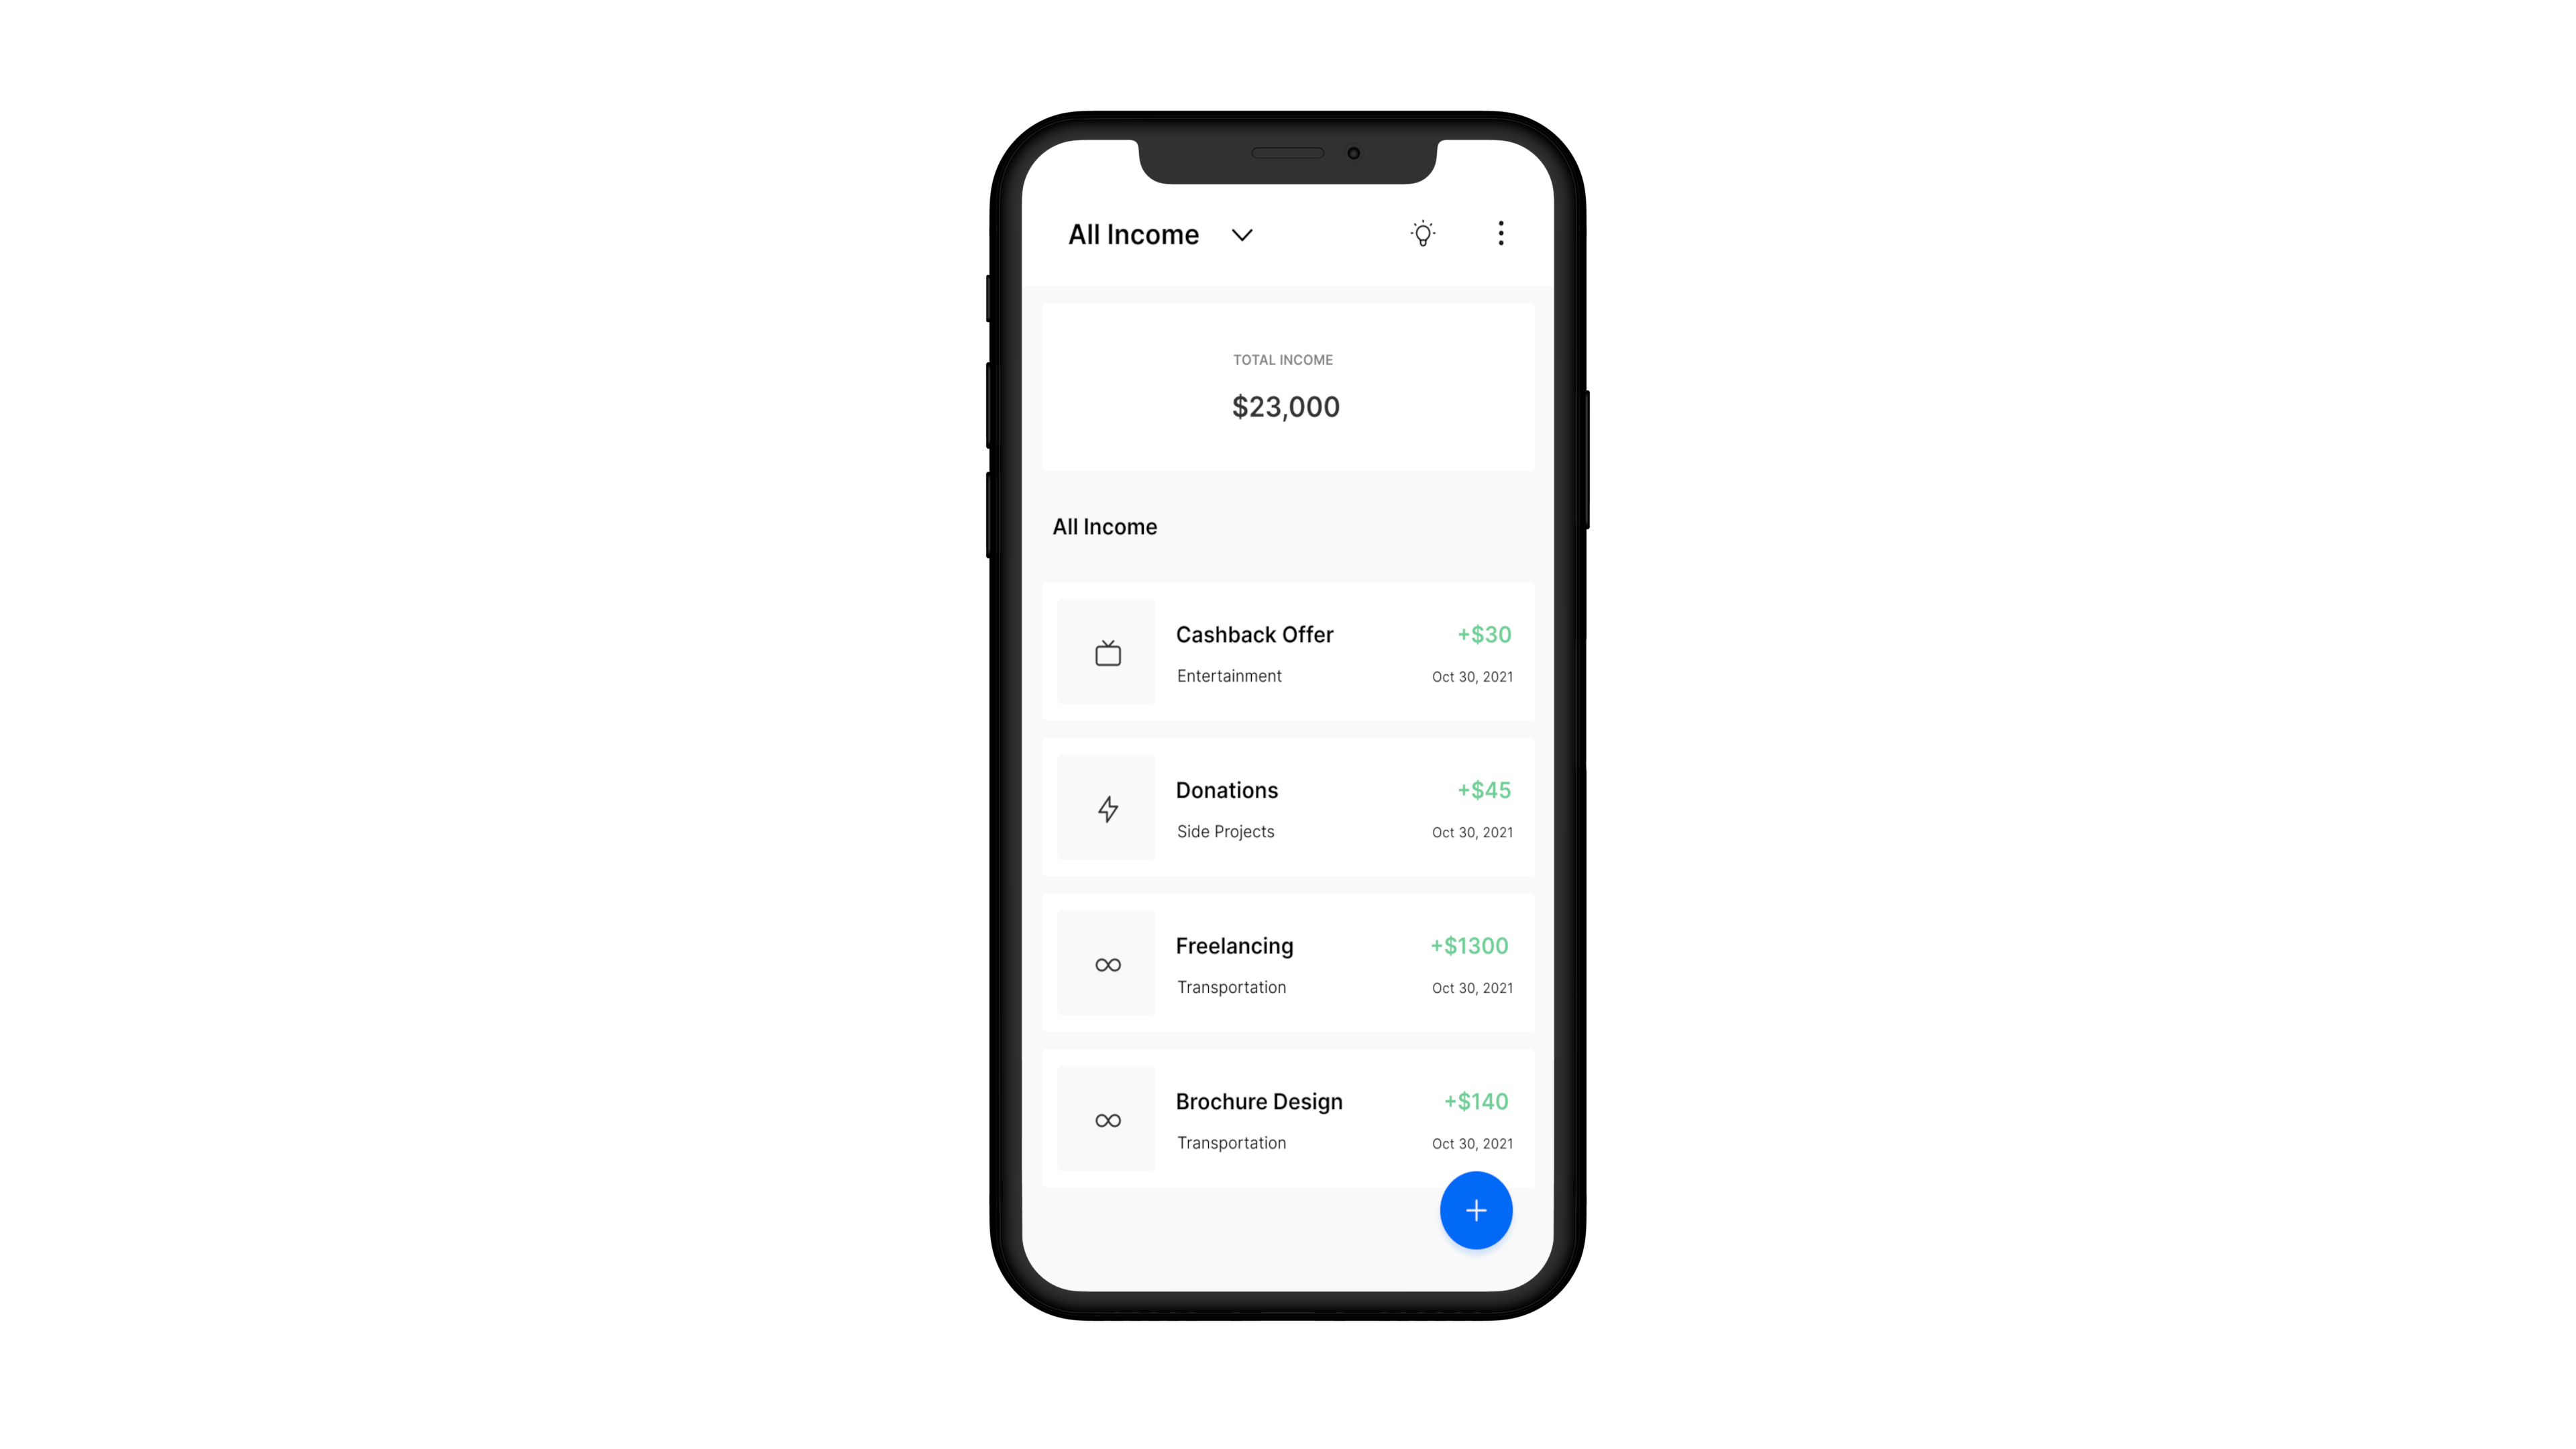 All Income
TOTAL INCOME
$23,000
All Income
Cashback Offer +$30
Entertainment Oct 30, 2021
Donations +$45
Side Projects Oct 30, 2021
Freelancing +$1300
Transportation Oct 30, 2021
Brochure Design +$140
Transportation Oct 30, 2021